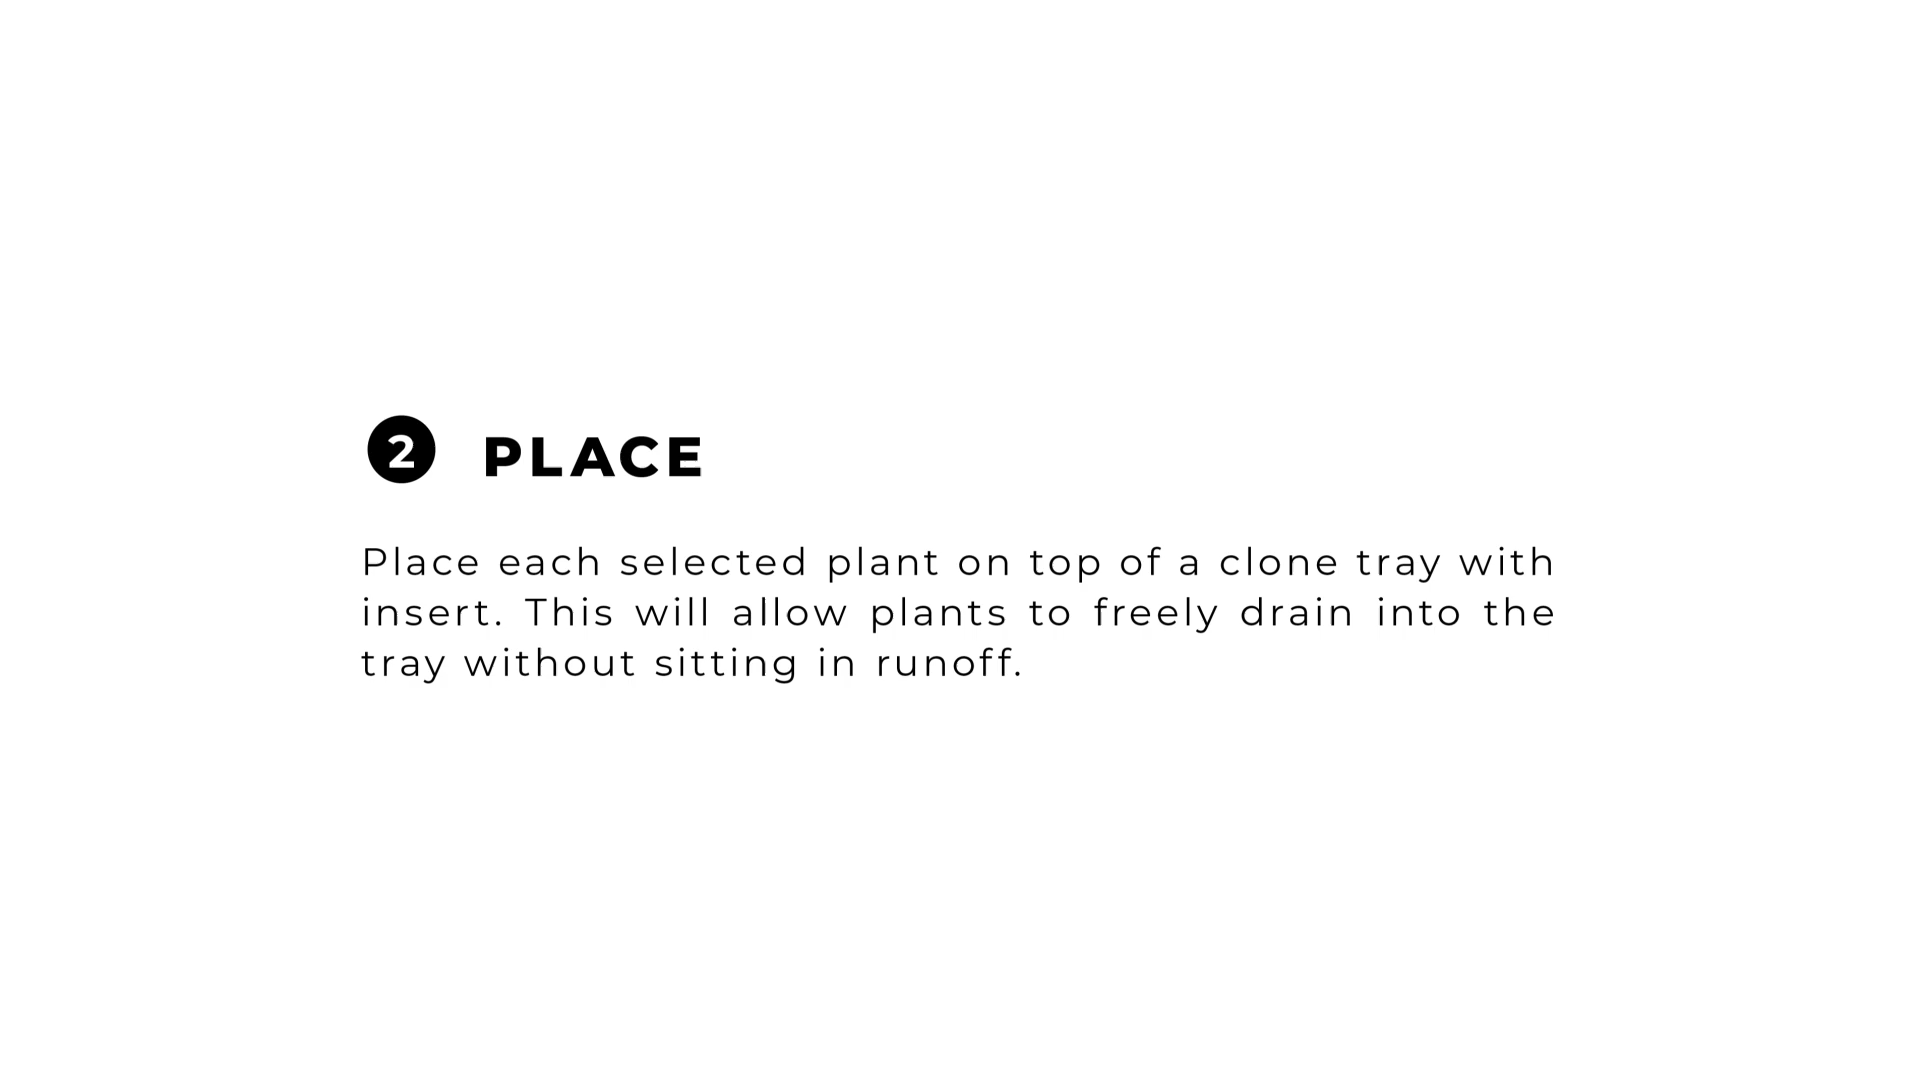 2 PLACE
Place each selected plant on top of a clone tray with
insert. This will allow plants to freely drain into the
tray without sitting in runoff.